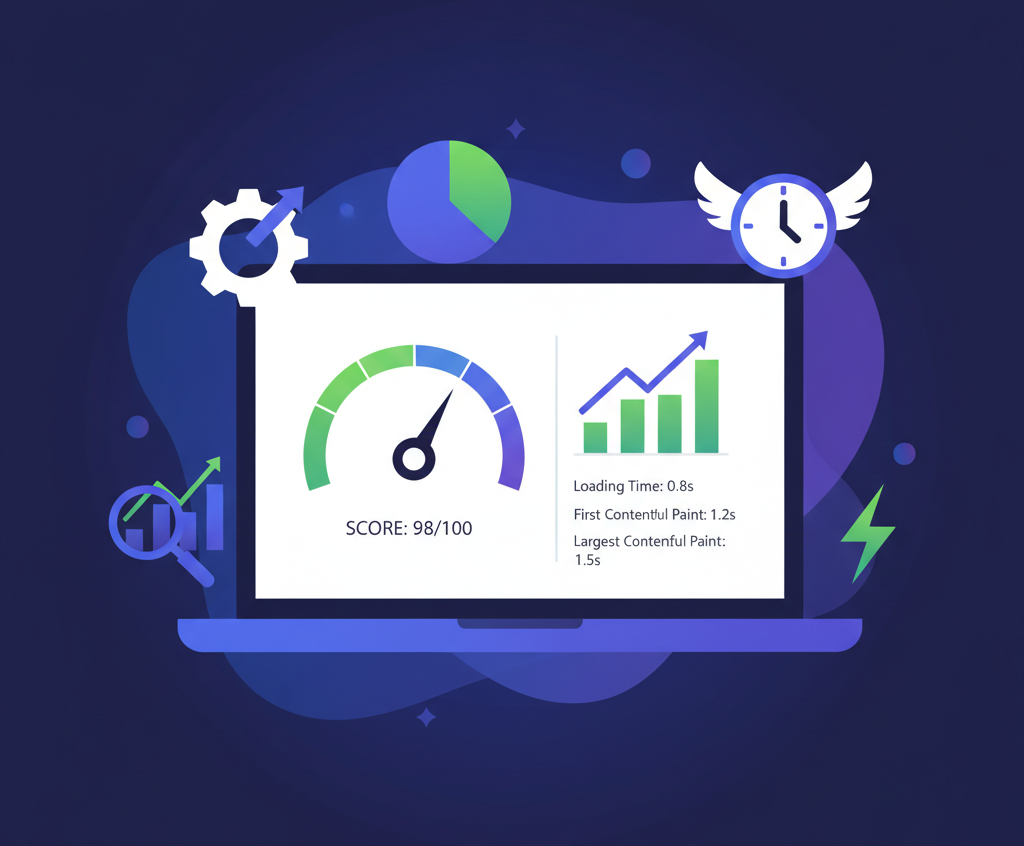 SCORE: 98/100
Loading Time: 0.8s
First Contentful Paint: 1.2s
Largest Contenful Paint:
1.5s